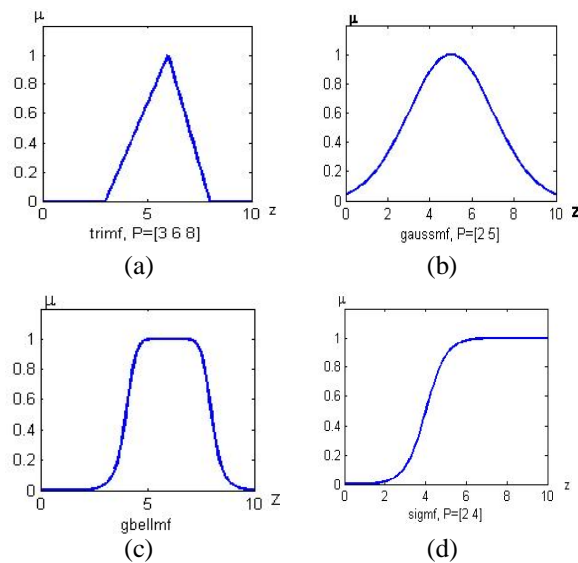 μ
1
0.8
0.6
0.4
0.2
0
0 5 10 z
trimf, P=[3 6 8]
(a)
μ
1
0.8
0.6
0.4
0.2
0
0 2 4 6 8 10 z
gaussmf, P=[2 5]
(b)
μ
1
0.8
0.6
0.4
0.2
0
0 5 10
z
gbellmf
(c)
μ
1
0.8
0.6
0.4
0.2
0
0 2 4 6 8 10 z
sigmf, P=[2 4]
(d)